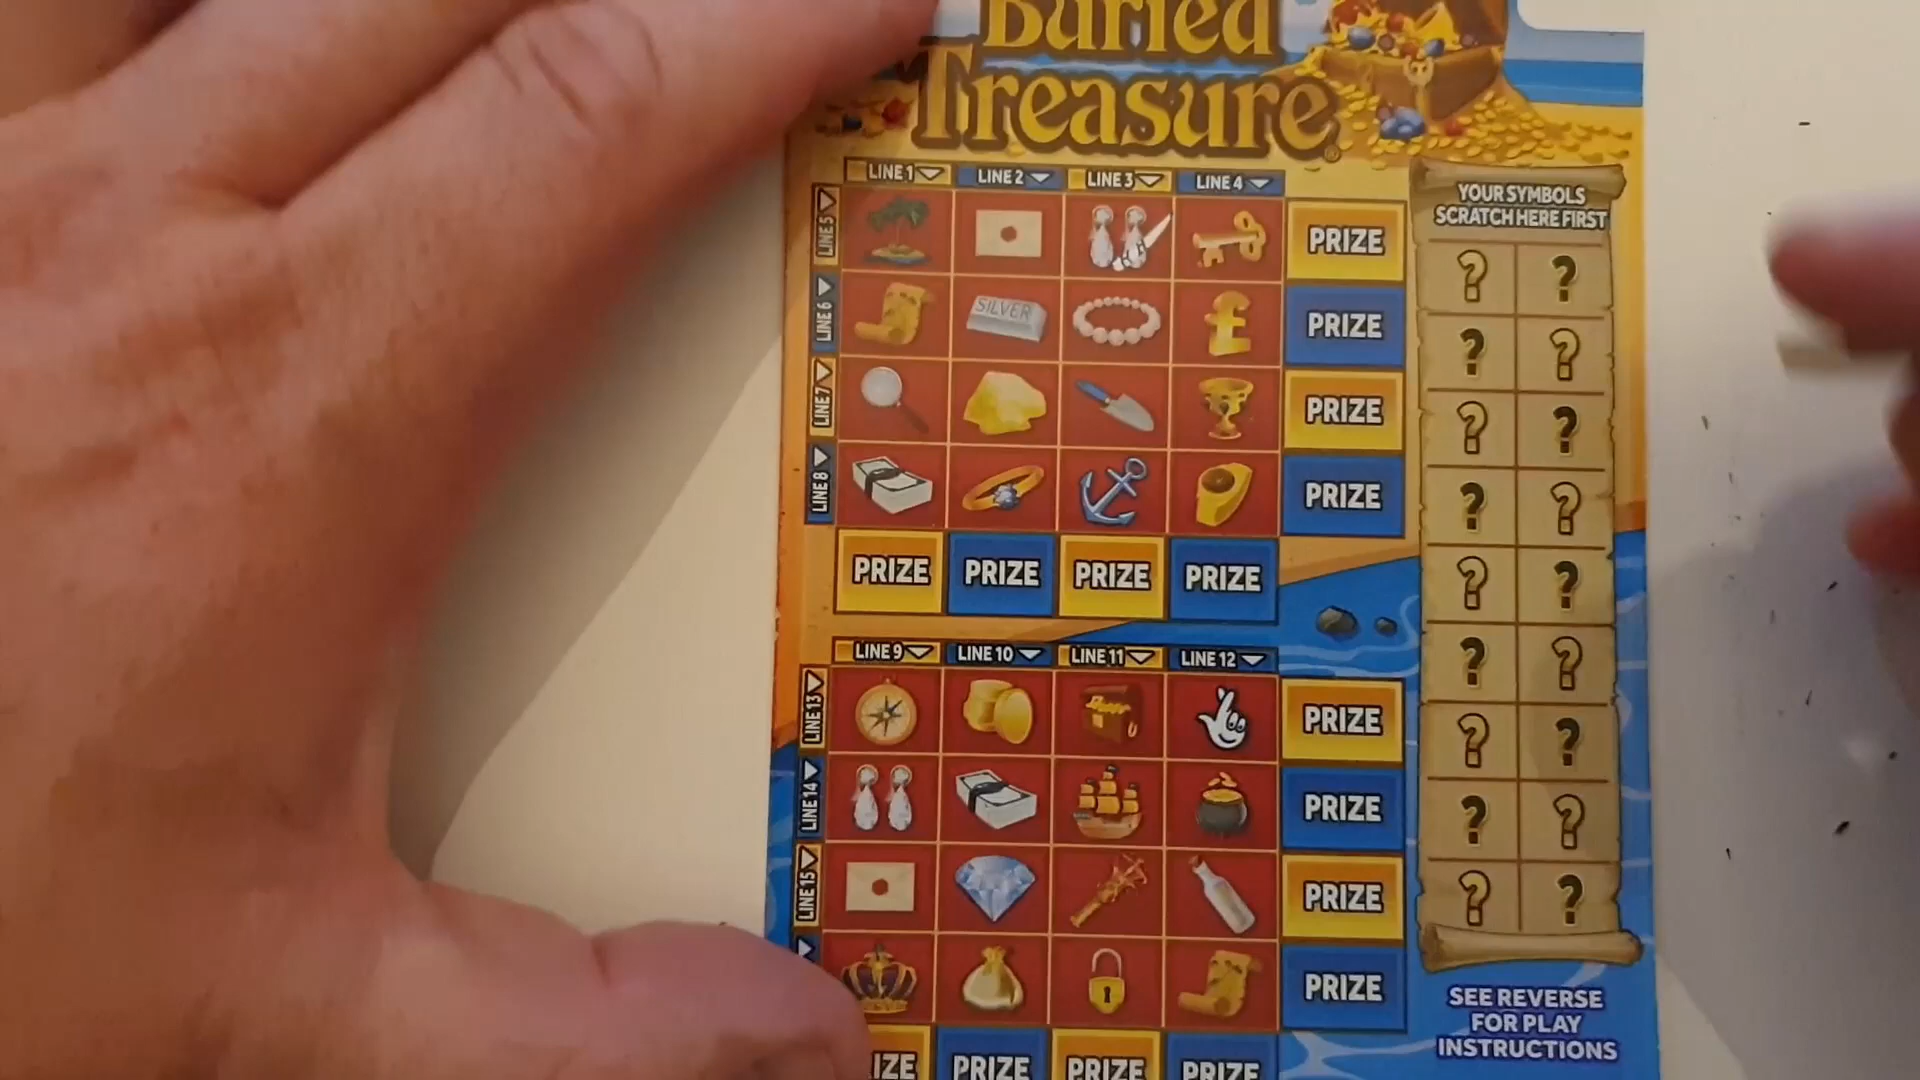 Buried
Treasure
LINE 1 LINE 2 LINE 3 LINE 4
YOUR SYMBOLS
SCRATCH HERE FIRST
LINE 5 PRIZE
? ?
LINE 6 SILVER £ PRIZE
? ?
LINE 7 PRIZE
? ?
LINE 8 PRIZE
? ?
PRIZE PRIZE PRIZE PRIZE
? ?
LINE 9 LINE 10 LINE 11 LINE 12
? ?
LINE 13 PRIZE
? ?
LINE 14 PRIZE
? ?
LINE 15 PRIZE
? ?
PRIZE
SEE REVERSE
FOR PLAY
INSTRUCTIONS
IZE PRIZE PRIZE PRIZE